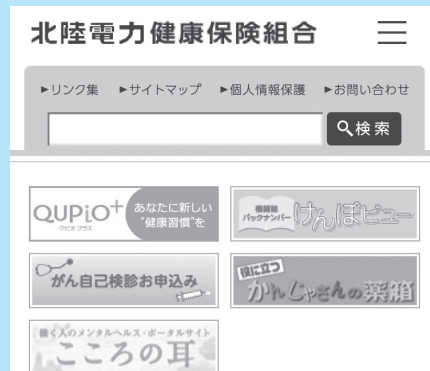 北陸電力健康保険組合
▶リンク集 ▶サイトマップ ▶個人情報保護 ▶お問い合わせ
検索
QUPiO+
クピオ プラス
あなたに新しい
“健康習慣”を
機関誌
バックナンバー
けんぽビュー
がん自己検診お申込み
役に立つ
かんじゃさんの薬箱
働く人のメンタルヘルス・ポータルサイト
こころの耳